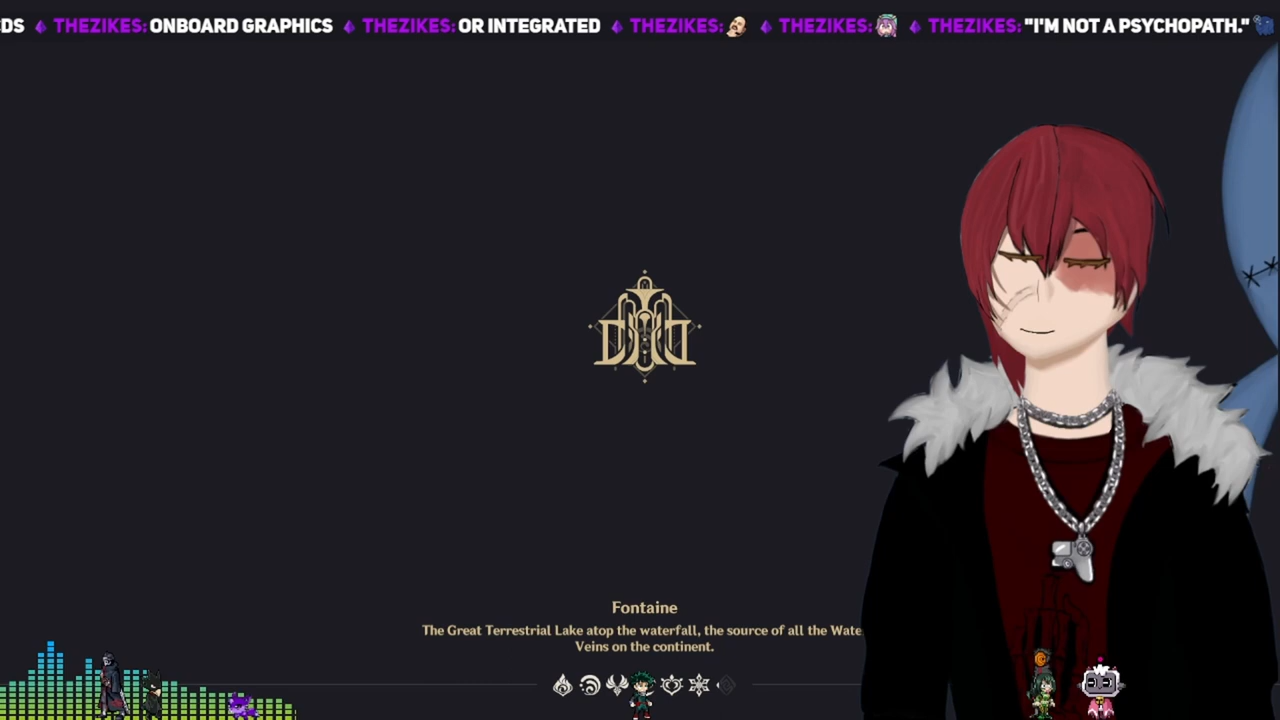 DS THEZIKES: ONBOARD GRAPHICS THEZIKES: OR INTEGRATED THEZIKES: THEZIKES: THEZIKES: "I'M NOT A PSYCHOPATH."
Fontaine
The Great Terrestrial Lake atop the waterfall, the source of all the Wate
Veins on the continent.